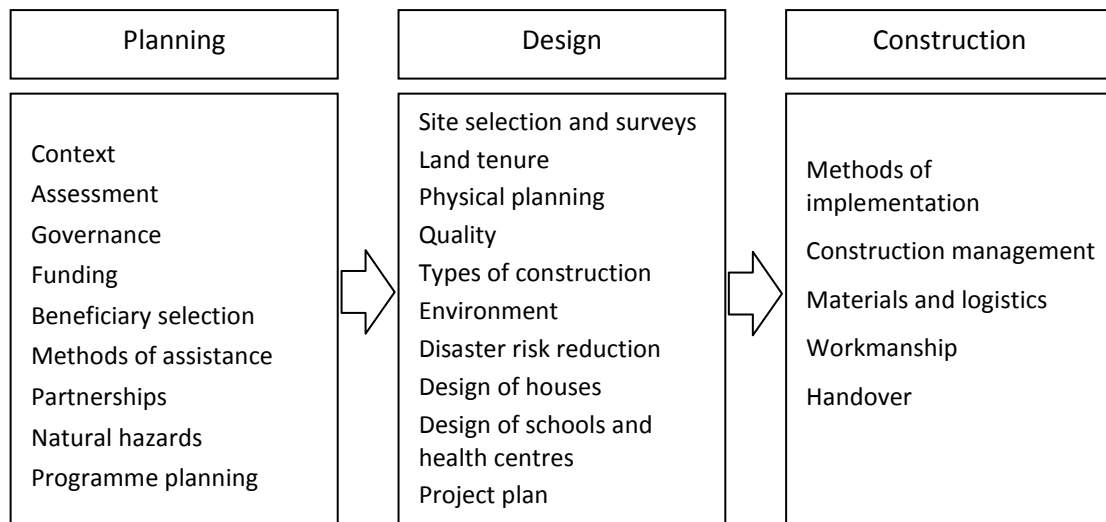 Planning
Context
Assessment
Governance
Funding
Beneficiary selection
Methods of assistance
Partnerships
Natural hazards
Programme planning
Design
Site selection and surveys
Land tenure
Physical planning
Quality
Types of construction
Environment
Disaster risk reduction
Design of houses
Design of schools and
health centres
Project plan
Construction
Methods of
implementation
Construction management
Materials and logistics
Workmanship
Handover